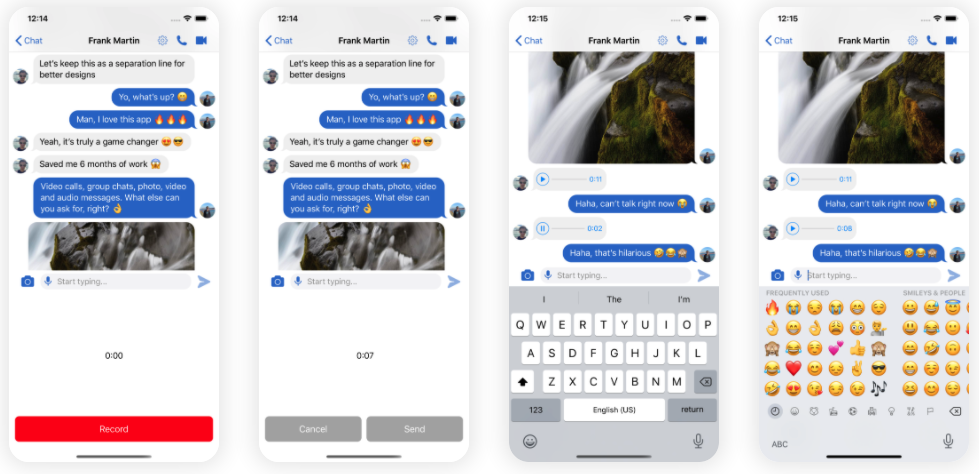 12:14
Chat
Frank Martin
Let's keep this as a separation line for
better designs
Yo, what's up? 😁
Man, I love this app 🔥🔥🔥
Yeah, it's truly a game changer 😍😎
Saved me 6 months of work 😱
Video calls, group chats, photo, video
and audio messages. What else can
you ask for, right? 👌
Start typing...
0:00
Record
12:14
Chat
Frank Martin
Let's keep this as a separation line for
better designs
Yo, what's up? 😁
Man, I love this app 🔥🔥🔥
Yeah, it's truly a game changer 😍😎
Saved me 6 months of work 😱
Video calls, group chats, photo, video
and audio messages. What else can
you ask for, right? 👌
Start typing...
0:07
Cancel Send
12:15
Chat
Frank Martin
0:11
Haha, can't talk right now 😂
0:02
Haha, that's hilarious 🤣😂🙈
Start typing...
I The I'm
Q W E R T Y U I O P
A S D F G H J K L
Z X C V B N M
123 English (US) return
12:15
Chat
Frank Martin
0:11
Haha, can't talk right now 😂
0:08
Haha, that's hilarious 🤣😂🙈
Start typing...
FREQUENTLY USED SMILEYS & PEOPLE
ABC